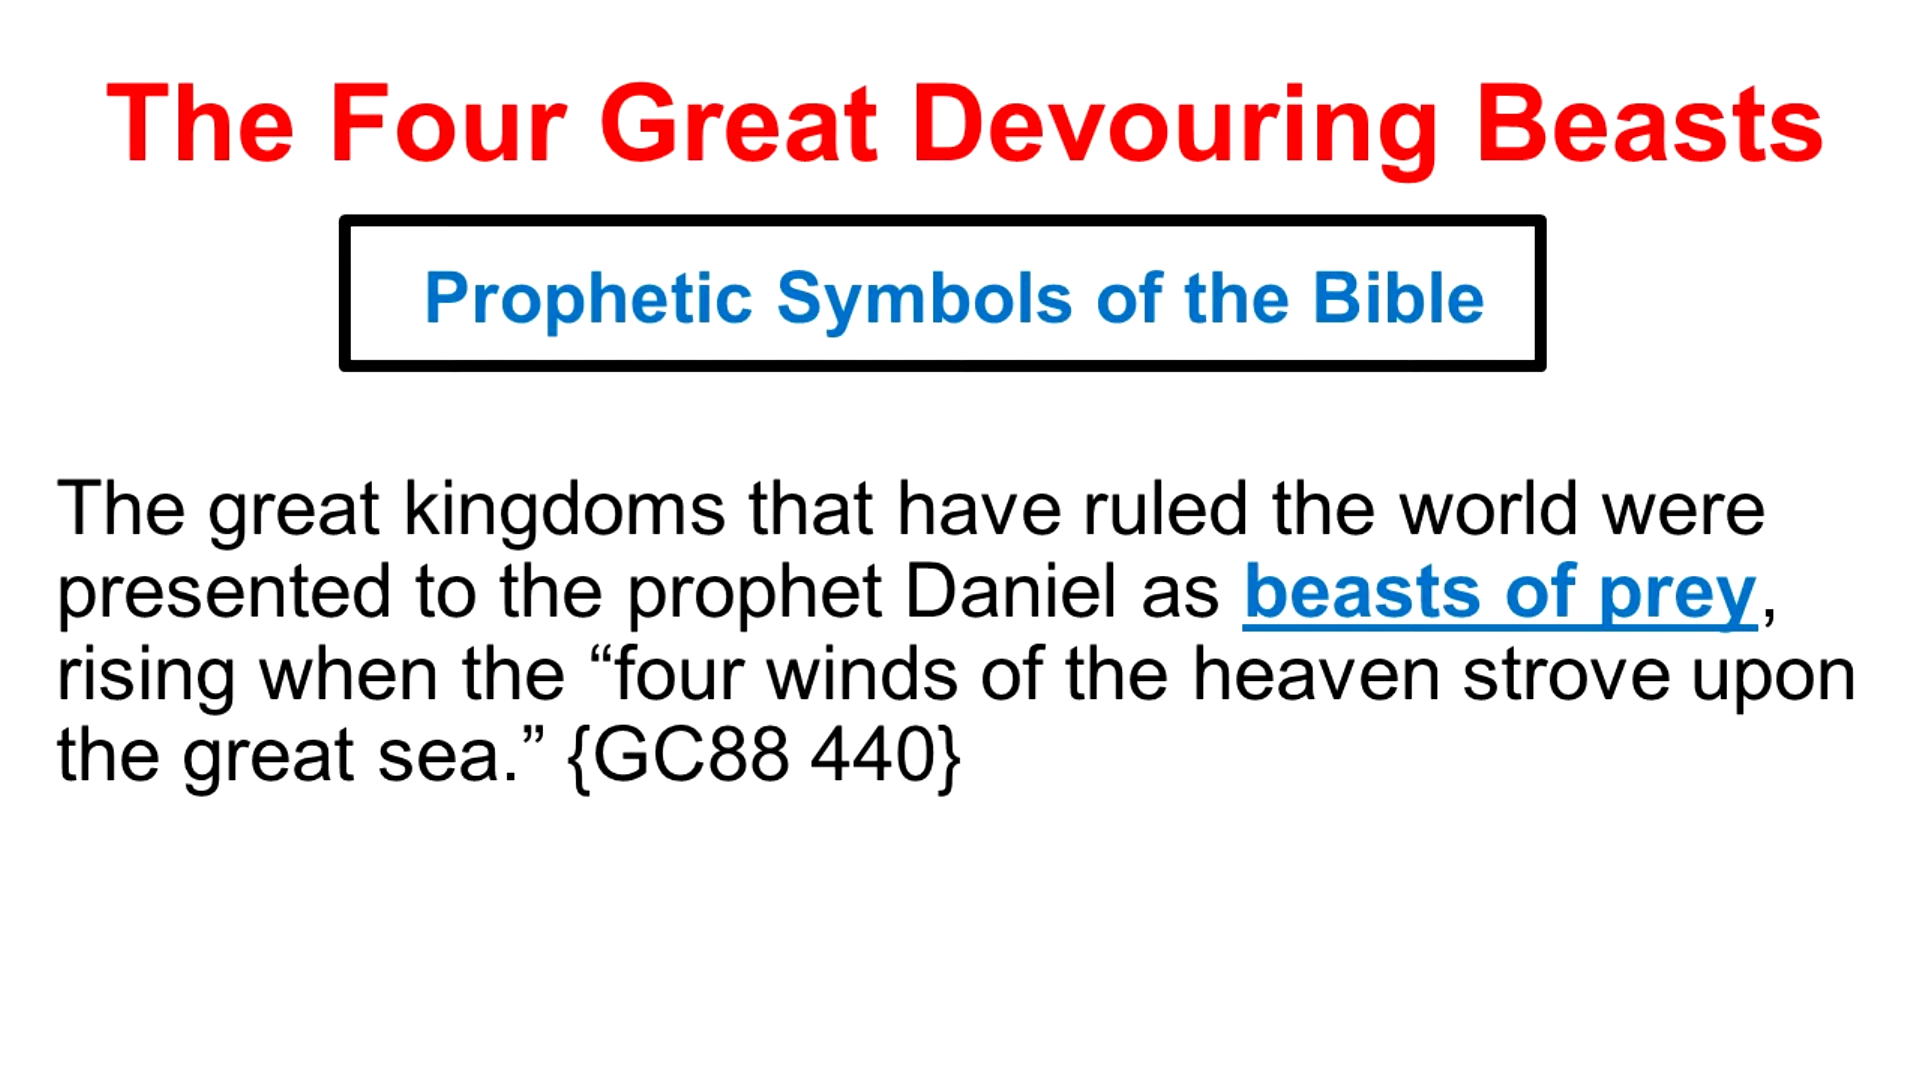 The Four Great Devouring Beasts
Prophetic Symbols of the Bible
The great kingdoms that have ruled the world were
presented to the prophet Daniel as beasts of prey,
rising when the “four winds of the heaven strove upon
the great sea.” {GC88 440}